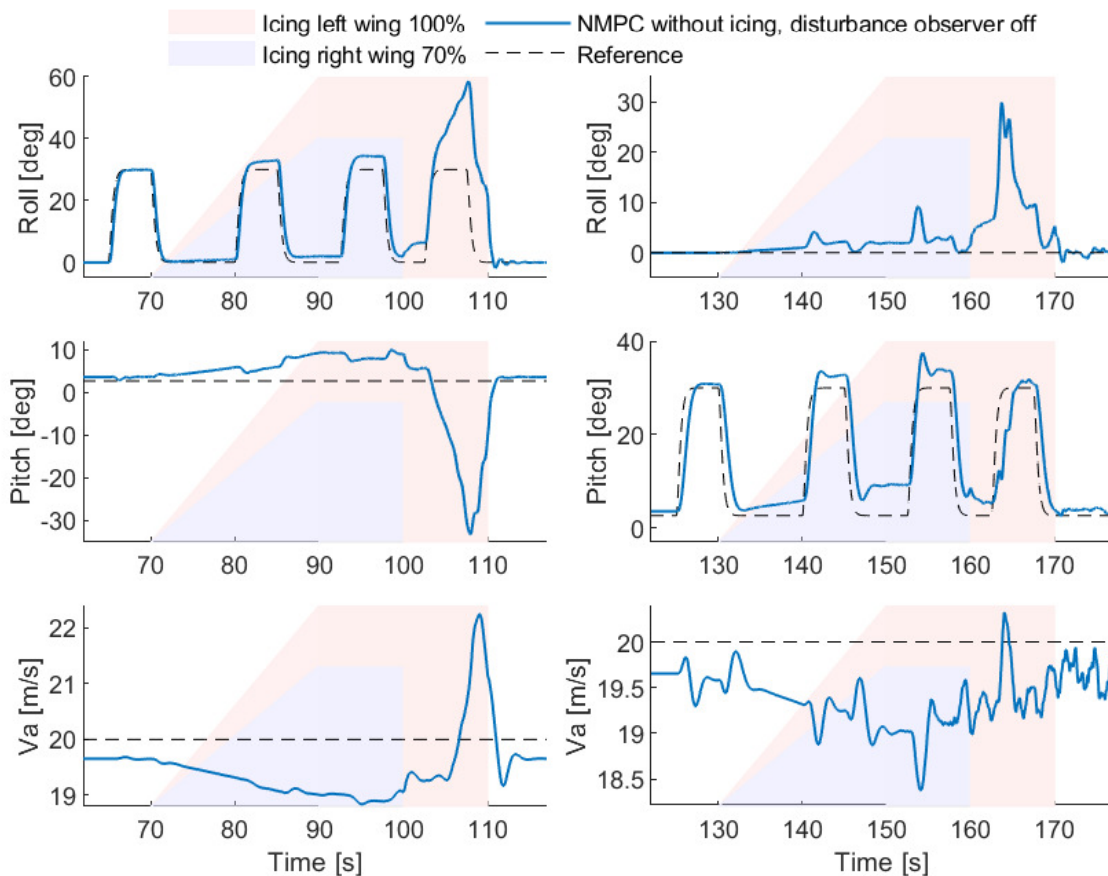 Icing left wing 100% NMPC without icing, disturbance observer off
Icing right wing 70% Reference
60
40
20
0
Roll [deg]
70 80 90 100 110
30
20
10
0
Roll [deg]
130 140 150 160 170
10
0
-10
-20
-30
Pitch [deg]
70 80 90 100 110
40
20
0
Pitch [deg]
130 140 150 160 170
22
21
20
19
Va [m/s]
70 80 90 100 110
Time [s]
20
19.5
19
18.5
Va [m/s]
130 140 150 160 170
Time [s]